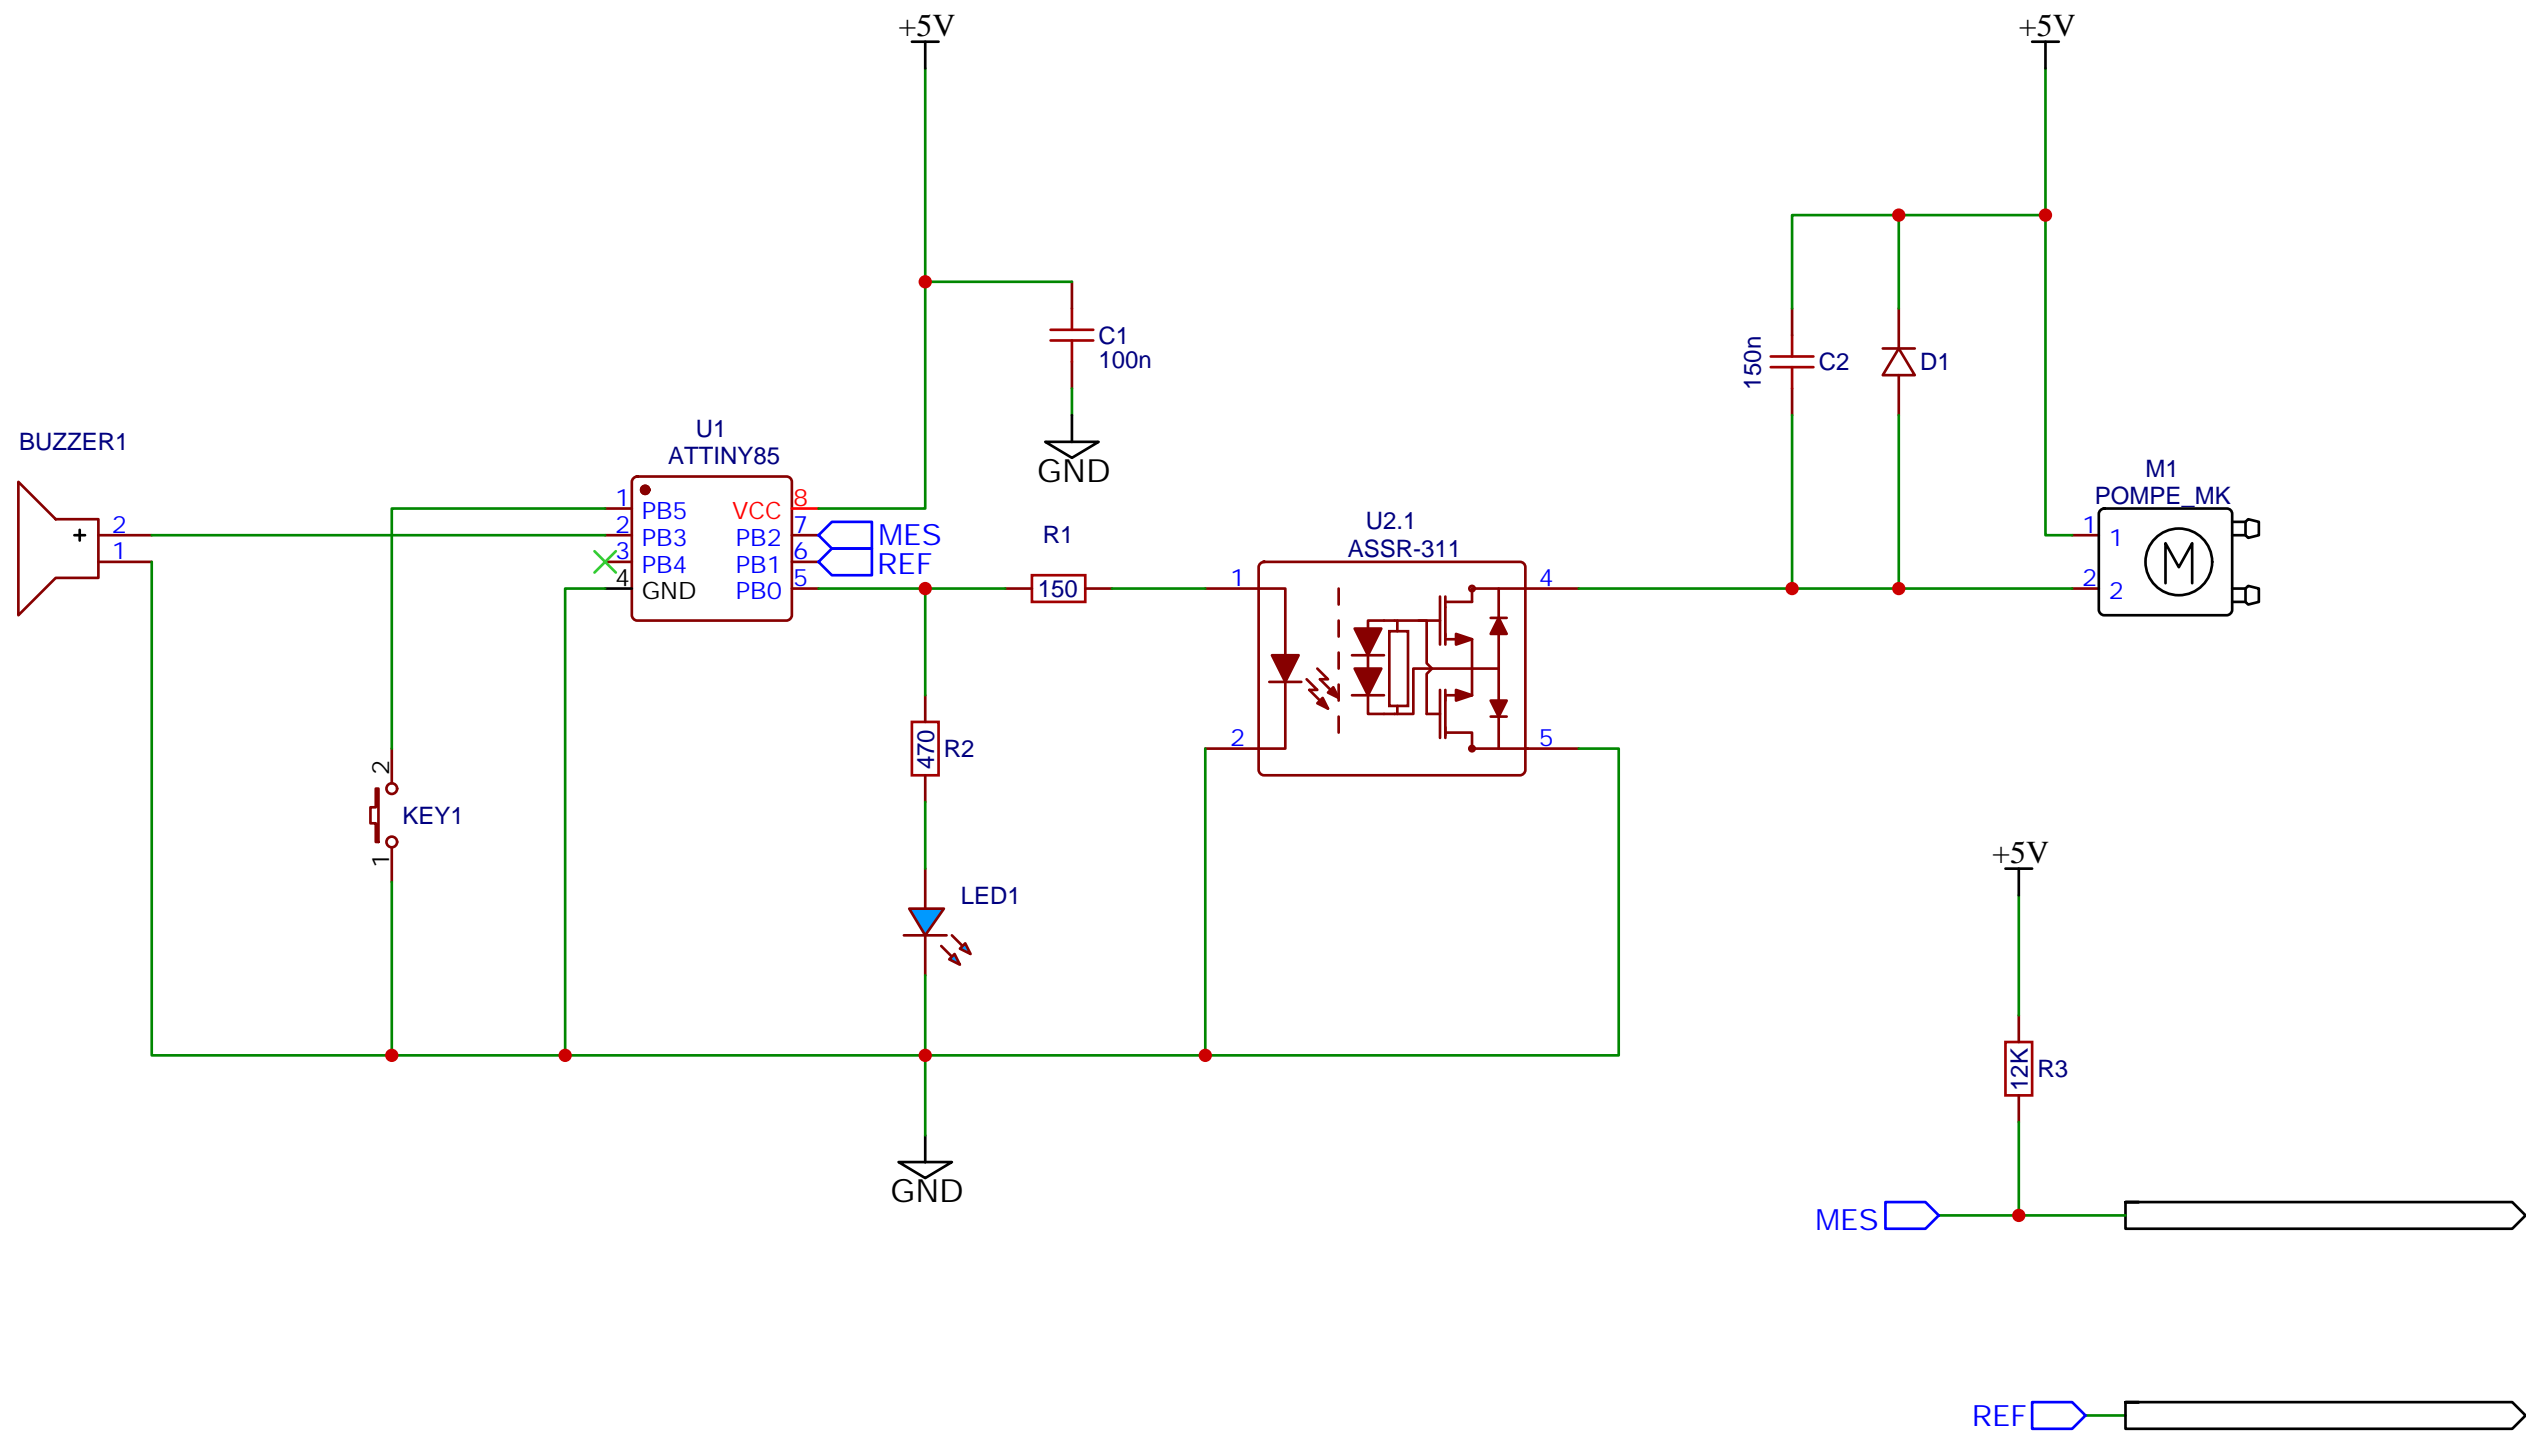 +5V
+5V
C1
100n
150n
C2
D1
GND
BUZZER1
U1
ATTINY85
2
1
+
1
2
3
4
PB5
PB3
PB4
GND
VCC
PB2
PB1
PB0
8
7
6
5
MES
REF
R1
150
U2.1
ASSR-311
1
2
4
5
M1
POMPE_MK
1
2
1
2
M
470
R2
2
KEY1
1
LED1
GND
+5V
12K
R3
MES
REF